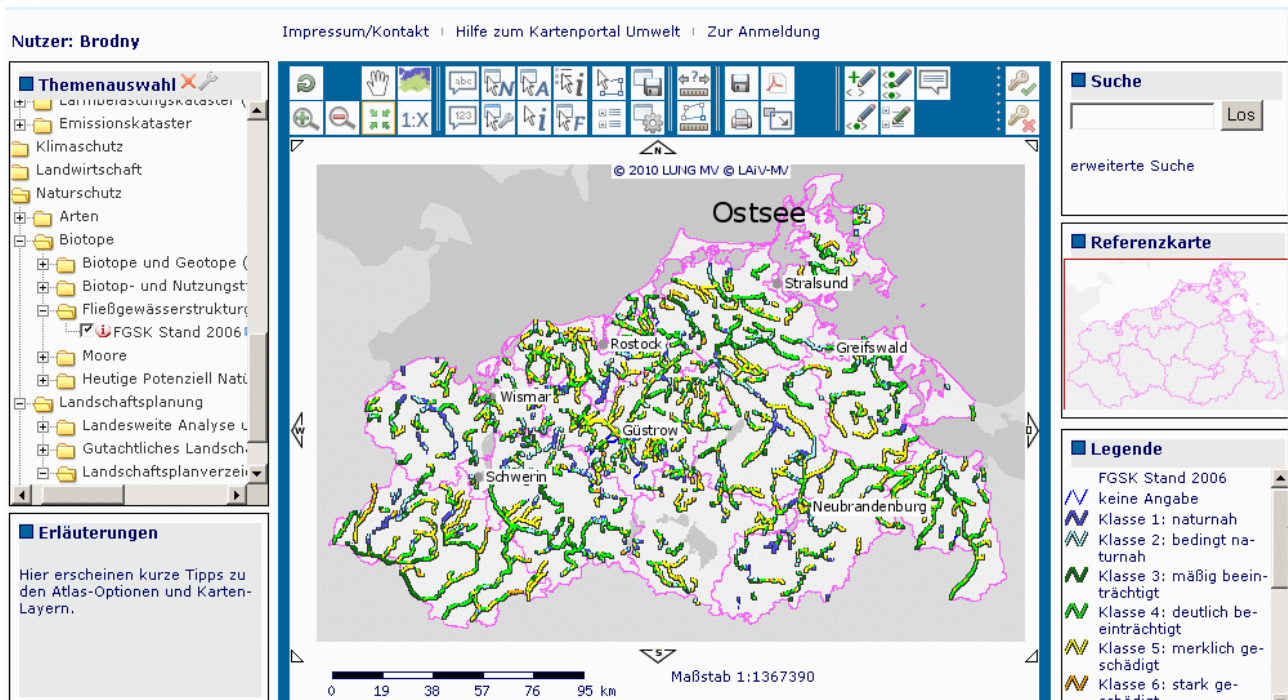 Impressum/Kontakt | Hilfe zum Kartenportal Umwelt | Zur Anmeldung
Nutzer: Brodny
Themenauswahl
Lärmbelastungskataster (
Emissionskataster
Klimaschutz
Landwirtschaft
Naturschutz
Arten
Biotope
Biotope und Geotope (
Biotop- und Nutzungst
Fließgewässerstrukturg
FGSK Stand 2006
Moore
Heutige Potenziell Natü
Landschaftsplanung
Landesweite Analyse u
Gutachtliches Landsch
Landschaftsplanverzei
Erläuterungen
Hier erscheinen kurze Tipps zu
den Atlas-Optionen und Karten-
Layern.
abc
N
A
i
?
1:X
123
i
F
N
© 2010 LUNG MV © LAiV-MV
Ostsee
Stralsund
Rostock
Greifswald
Wismar
Güstrow
Schwerin
Neubrandenburg
W
O
S
0 19 38 57 76 95 km
Maßstab 1:1367390
Suche
Los
erweiterte Suche
Referenzkarte
Legende
FGSK Stand 2006
keine Angabe
Klasse 1: naturnah
Klasse 2: bedingt na-
turnah
Klasse 3: mäßig beein-
trächtigt
Klasse 4: deutlich be-
einträchtigt
Klasse 5: merklich ge-
schädigt
Klasse 6: stark ge-
schädigt